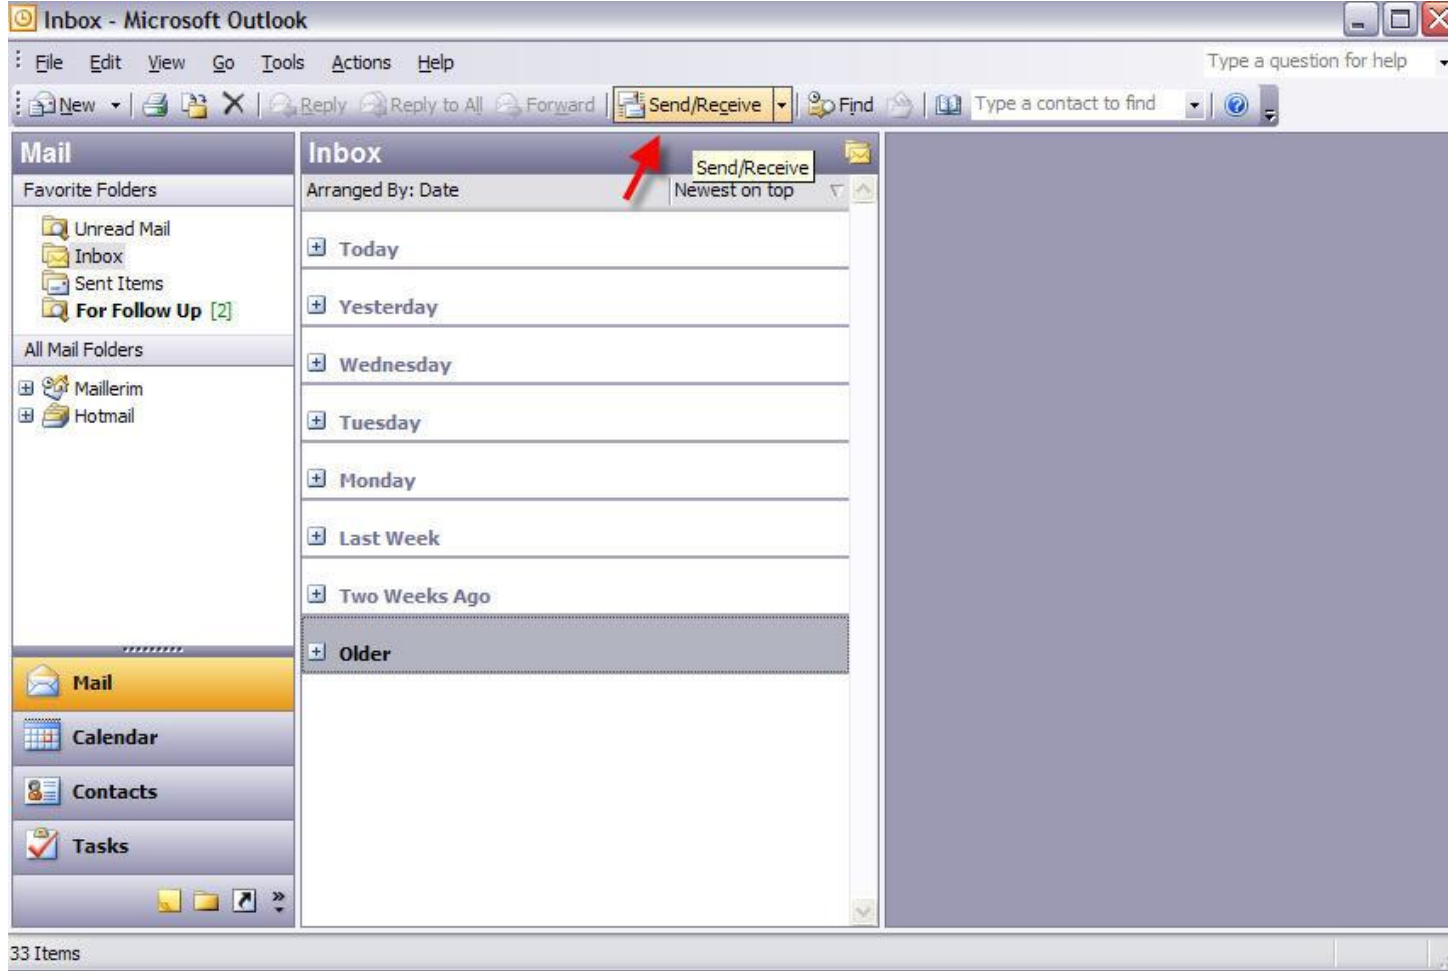 Inbox - Microsoft Outlook
File Edit View Go Tools Actions Help Type a question for help
New Reply Reply to All Forward Send/Receive Find Type a contact to find
Mail
Favorite Folders
Unread Mail
Inbox
Sent Items
For Follow Up [2]
All Mail Folders
Maillerim
Hotmail
Mail
Calendar
Contacts
Tasks
Inbox
Send/Receive
Arranged By: Date Newest on top
Today
Yesterday
Wednesday
Tuesday
Monday
Last Week
Two Weeks Ago
Older
33 Items